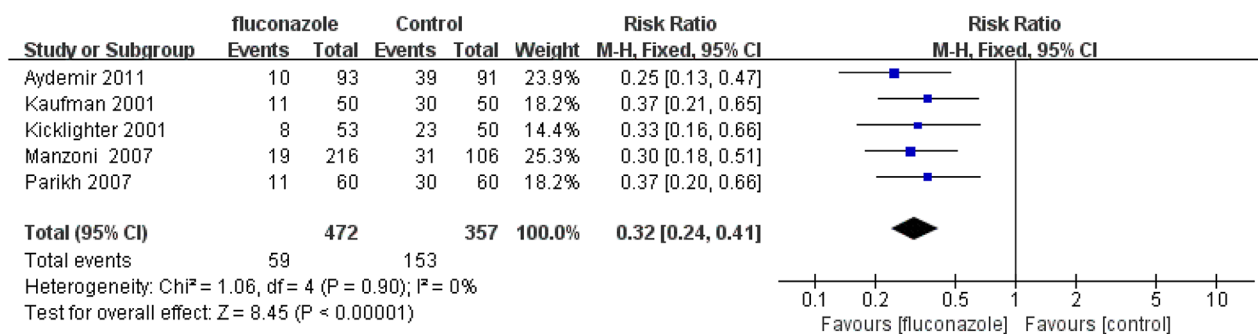 fluconazole Control Risk Ratio Risk Ratio
Study or Subgroup Events Total Events Total Weight M-H, Fixed, 95% CI M-H, Fixed, 95% CI
Aydemir 2011 10 93 39 91 23.9% 0.25 [0.13, 0.47]
Kaufman 2001 11 50 30 50 18.2% 0.37 [0.21, 0.65]
Kicklighter 2001 8 53 23 50 14.4% 0.33 [0.16, 0.66]
Manzoni 2007 19 216 31 106 25.3% 0.30 [0.18, 0.51]
Parikh 2007 11 60 30 60 18.2% 0.37 [0.20, 0.66]
Total (95% CI) 472 357 100.0% 0.32 [0.24, 0.41]
Total events 59 153
Heterogeneity: Chi² = 1.06, df = 4 (P = 0.90); I² = 0%
Test for overall effect: Z = 8.45 (P < 0.00001)
0.1 0.2 0.5 1 2 5 10
Favours [fluconazole] Favours [control]